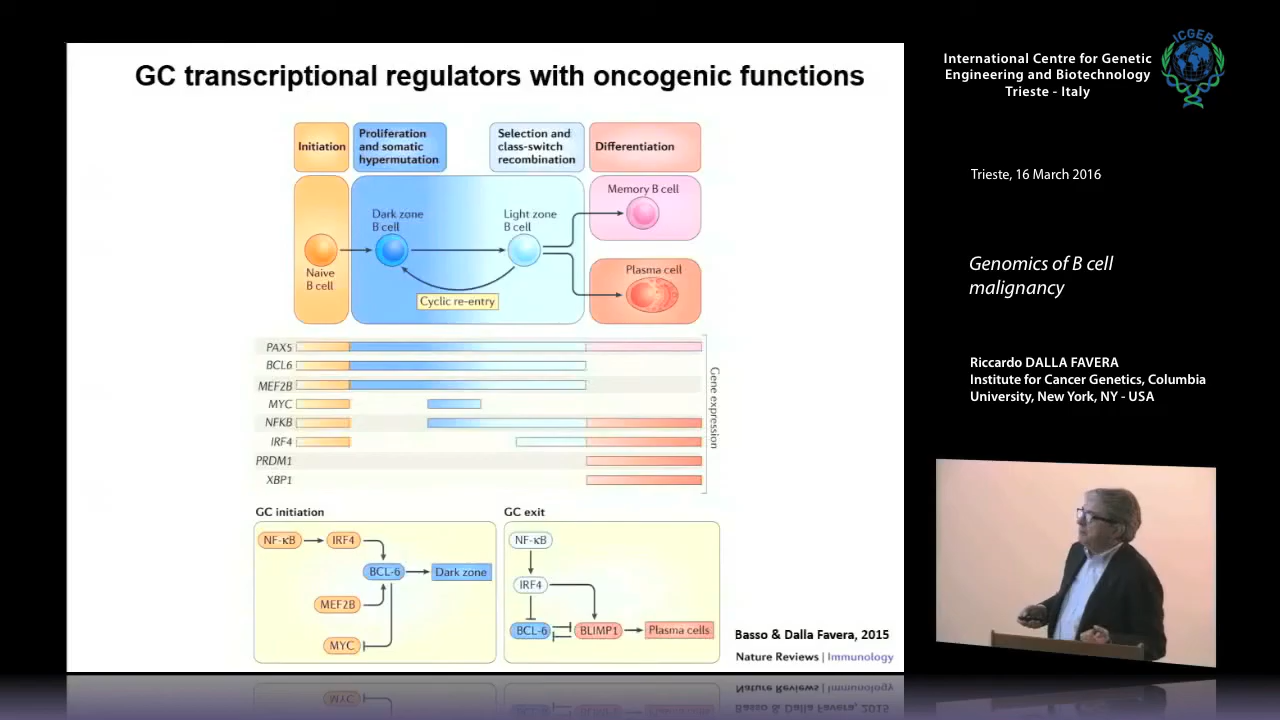 GC transcriptional regulators with oncogenic functions
Initiation
Proliferation
and somatic
hypermutation
Selection and
class-switch
recombination
Differentiation
Memory B cell
Dark zone
B cell
Light zone
B cell
Naive
B cell
Plasma cell
Cyclic re-entry
PAX5
BCL6
MEF2B
MYC
NFKB
IRF4
PRDM1
XBP1
Gene expression
GC initiation
NF-κB
IRF4
BCL-6
Dark zone
MEF2B
MYC
GC exit
NF-κB
IRF4
BCL-6
BLIMP1
Plasma cells
Basso & Dalla Favera, 2015
Nature Reviews | Immunology
International Centre for Genetic
Engineering and Biotechnology
Trieste - Italy
ICGEB
Trieste, 16 March 2016
Genomics of B cell
malignancy
Riccardo DALLA FAVERA
Institute for Cancer Genetics, Columbia
University, New York, NY - USA